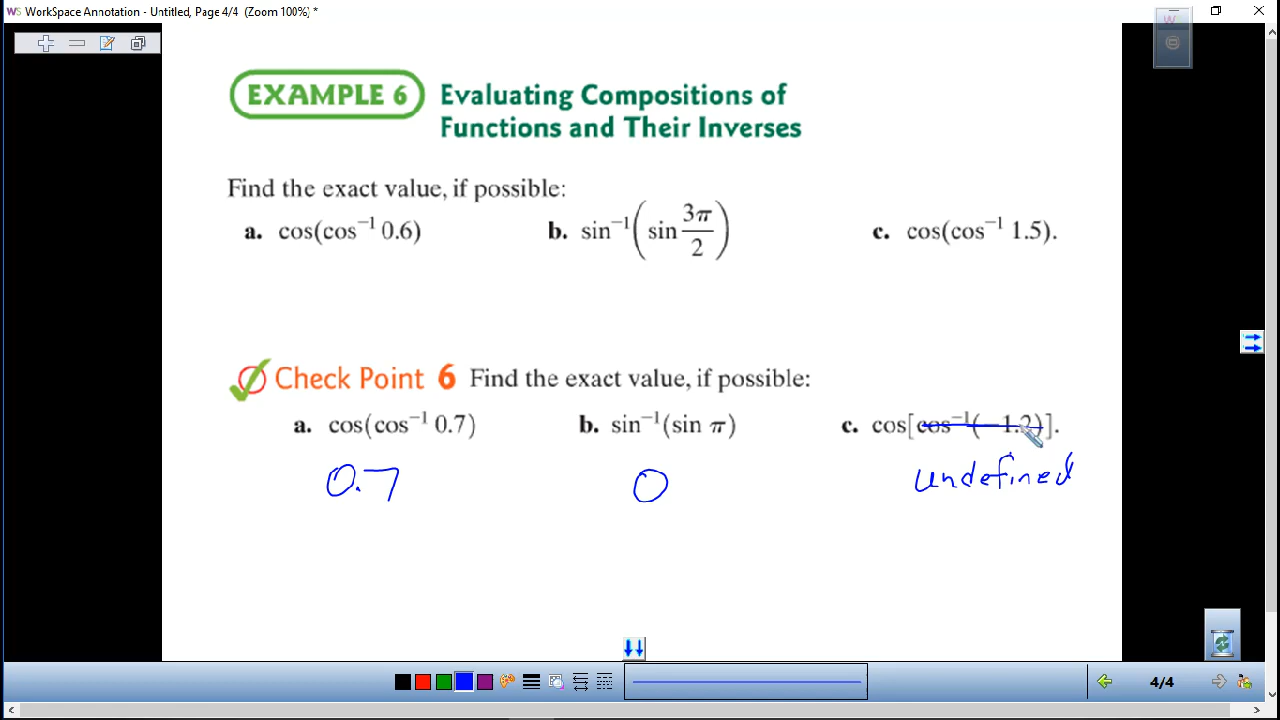 WS WorkSpace Annotation - Untitled, Page 4/4 (Zoom 100%) *
EXAMPLE 6 Evaluating Compositions of
Functions and Their Inverses
Find the exact value, if possible:
a. cos(cos⁻¹ 0.6) b. sin⁻¹(sin 3π/2) c. cos(cos⁻¹ 1.5).
Check Point 6 Find the exact value, if possible:
a. cos(cos⁻¹ 0.7) b. sin⁻¹(sin π) c. cos[cos⁻¹(−1.2)].
0.7 0 undefined
4/4